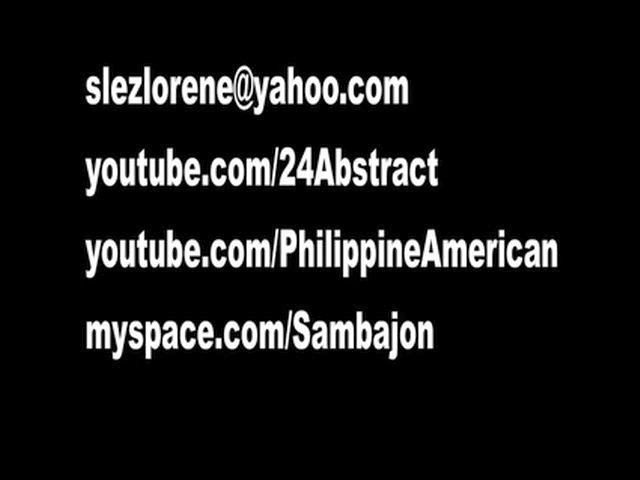 slezlorene@yahoo.com
youtube.com/24Abstract
youtube.com/PhilippineAmerican
myspace.com/Sambajon